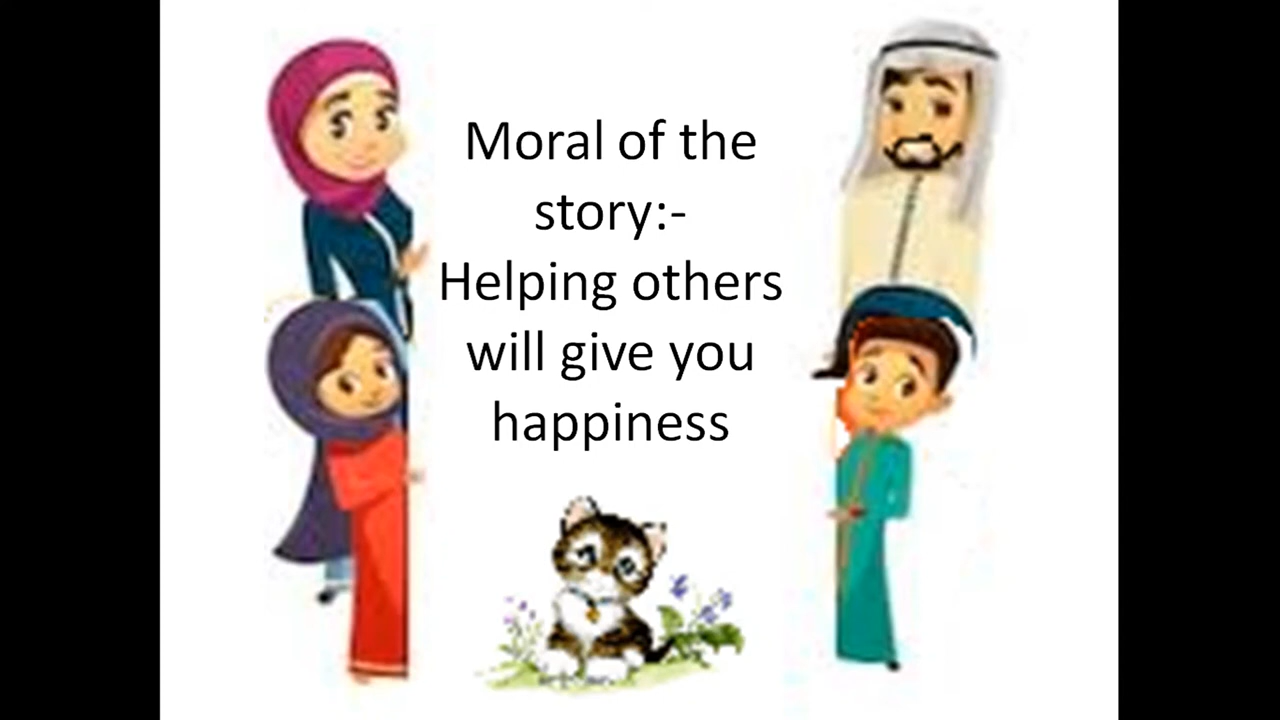 Moral of the
story:-
Helping others
will give you
happiness